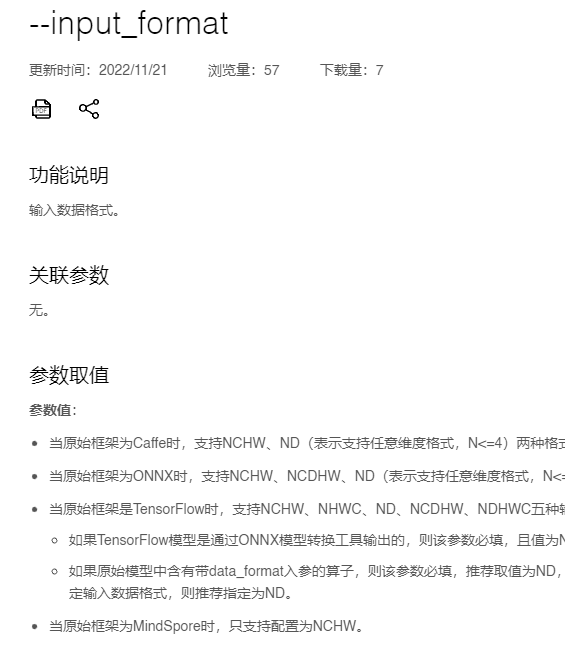 --input_format
更新时间：2022/11/21 浏览量：57 下载量：7
PDF
功能说明
输入数据格式。
关联参数
无。
参数取值
参数值：
当原始框架为Caffe时，支持NCHW、ND（表示支持任意维度格式，N<=4）两种格式
当原始框架为ONNX时，支持NCHW、NCDHW、ND（表示支持任意维度格式，N<=
当原始框架是TensorFlow时，支持NCHW、NHWC、ND、NCDHW、NDHWC五种输
如果TensorFlow模型是通过ONNX模型转换工具输出的，则该参数必填，且值为N
如果原始模型中含有带data_format入参的算子，则该参数必填，推荐取值为ND，
定输入数据格式，则推荐指定为ND。
当原始框架为MindSpore时，只支持配置为NCHW。